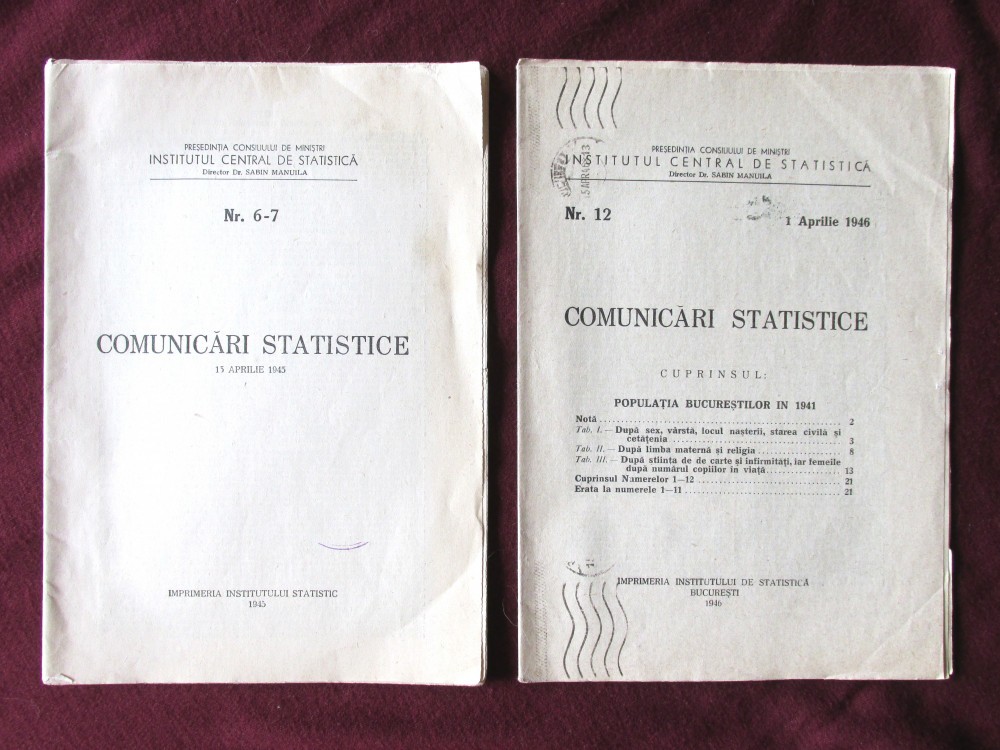 PREȘEDINȚIA CONSILIULUI DE MINIȘTRI
INSTITUTUL CENTRAL DE STATISTICĂ
Director Dr. SABIN MANUILA
Nr. 6-7
COMUNICĂRI STATISTICE
15 APRILIE 1945
IMPRIMERIA INSTITUTULUI STATISTIC
1945
PREȘEDINȚIA CONSILIULUI DE MINIȘTRI
INSTITUTUL CENTRAL DE STATISTICĂ
Director Dr. SABIN MANUILA
Nr. 12
1 Aprilie 1946
COMUNICĂRI STATISTICE
CUPRINSUL:
POPULAȚIA BUCUREȘTILOR IN 1941
Notă 2
Tab. I. — După sex, vârstă, locul nașterii, starea civilă și
cetățenia 3
Tab. II. — După limba maternă și religia 8
Tab. III. — După stiința de de carte și infirmități, iar femeile
după numărul copiilor in viață 13
Cuprinsul Numerelor 1—12 21
Erata la numerele 1—11 21
IMPRIMERIA INSTITUTULUI DE STATISTICĂ
BUCUREȘTI
1946